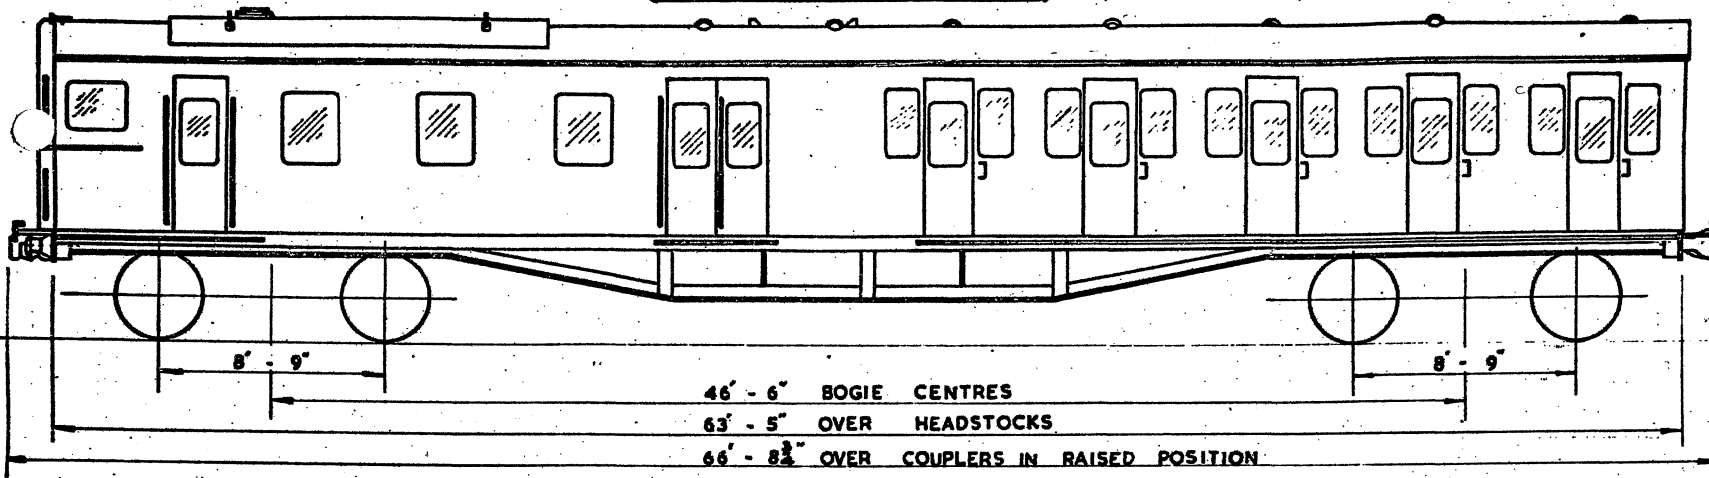 8' - 9"
8' - 9"
46' - 6" BOGIE CENTRES
63' - 5" OVER HEADSTOCKS
66' - 8¾" OVER COUPLERS IN RAISED POSITION